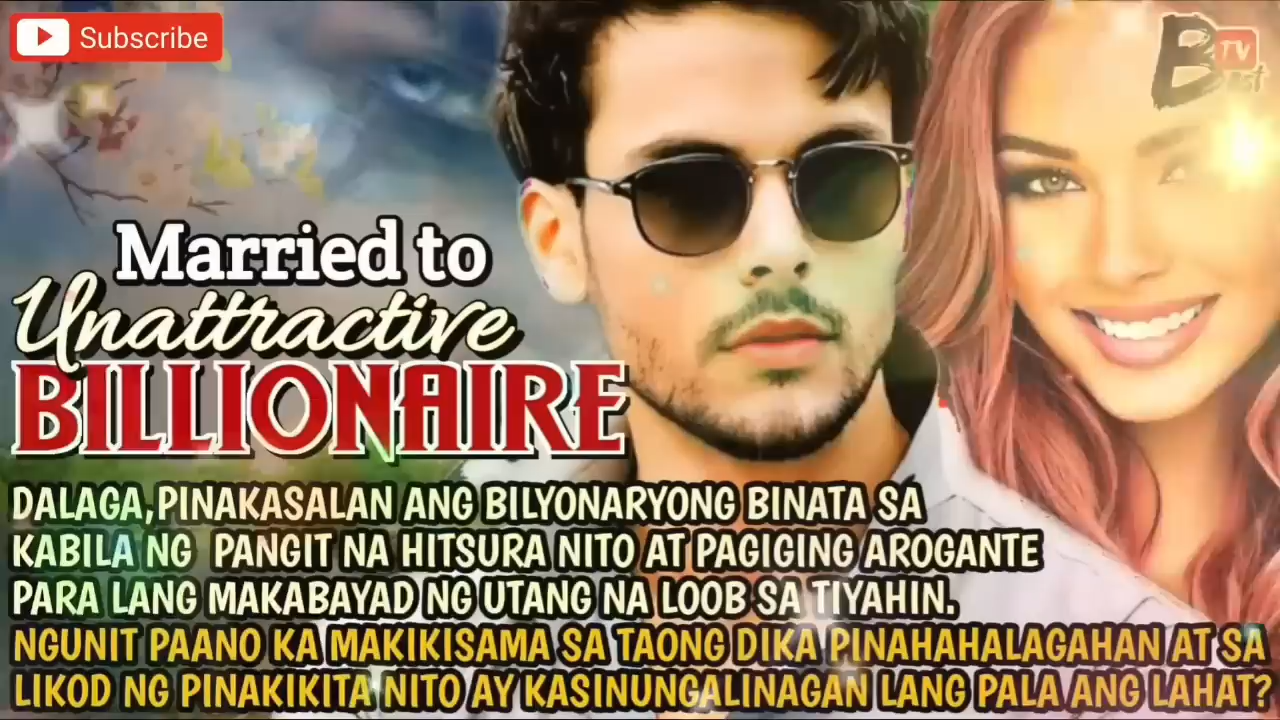 Subscribe
B TV est
Married to
Unattractive
BILLIONAIRE
DALAGA,PINAKASALAN ANG BILYONARYONG BINATA SA
KABILA NG PANGIT NA HITSURA NITO AT PAGIGING AROGANTE
PARA LANG MAKABAYAD NG UTANG NA LOOB SA TIYAHIN.
NGUNIT PAANO KA MAKIKISAMA SA TAONG DIKA PINAHAHALAGAHAN AT SA
LIKOD NG PINAKIKITA NITO AY KASINUNGALINAGAN LANG PALA ANG LAHAT?